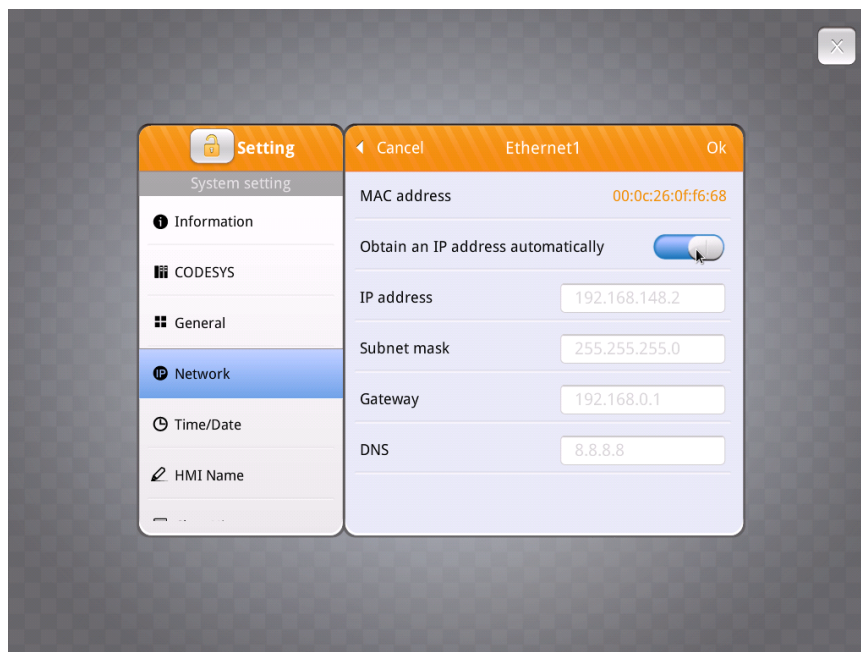 Setting
System setting
Information
CODESYS
General
Network
Time/Date
HMI Name
Cancel Ethernet1 Ok
MAC address 00:0c:26:0f:f6:68
Obtain an IP address automatically
IP address 192.168.148.2
Subnet mask 255.255.255.0
Gateway 192.168.0.1
DNS 8.8.8.8